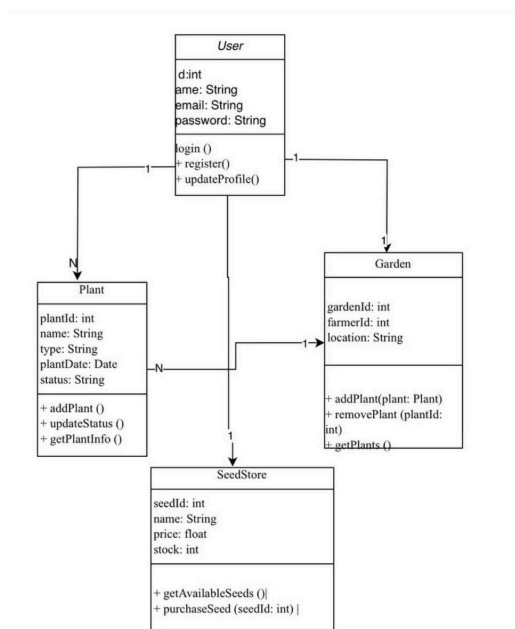 User
d:int
ame: String
email: String
password: String
login ()
+ register()
+ updateProfile()
1
1
N
1
Plant
plantId: int
name: String
type: String
plantDate: Date
status: String
+ addPlant ()
+ updateStatus ()
+ getPlantInfo ()
N
1
Garden
gardenId: int
farmerId: int
location: String
+ addPlant(plant: Plant)
+ removePlant (plantId:
int)
+ getPlants ()
1
SeedStore
seedId: int
name: String
price: float
stock: int
+ getAvailableSeeds ()|
+ purchaseSeed (seedId: int) |